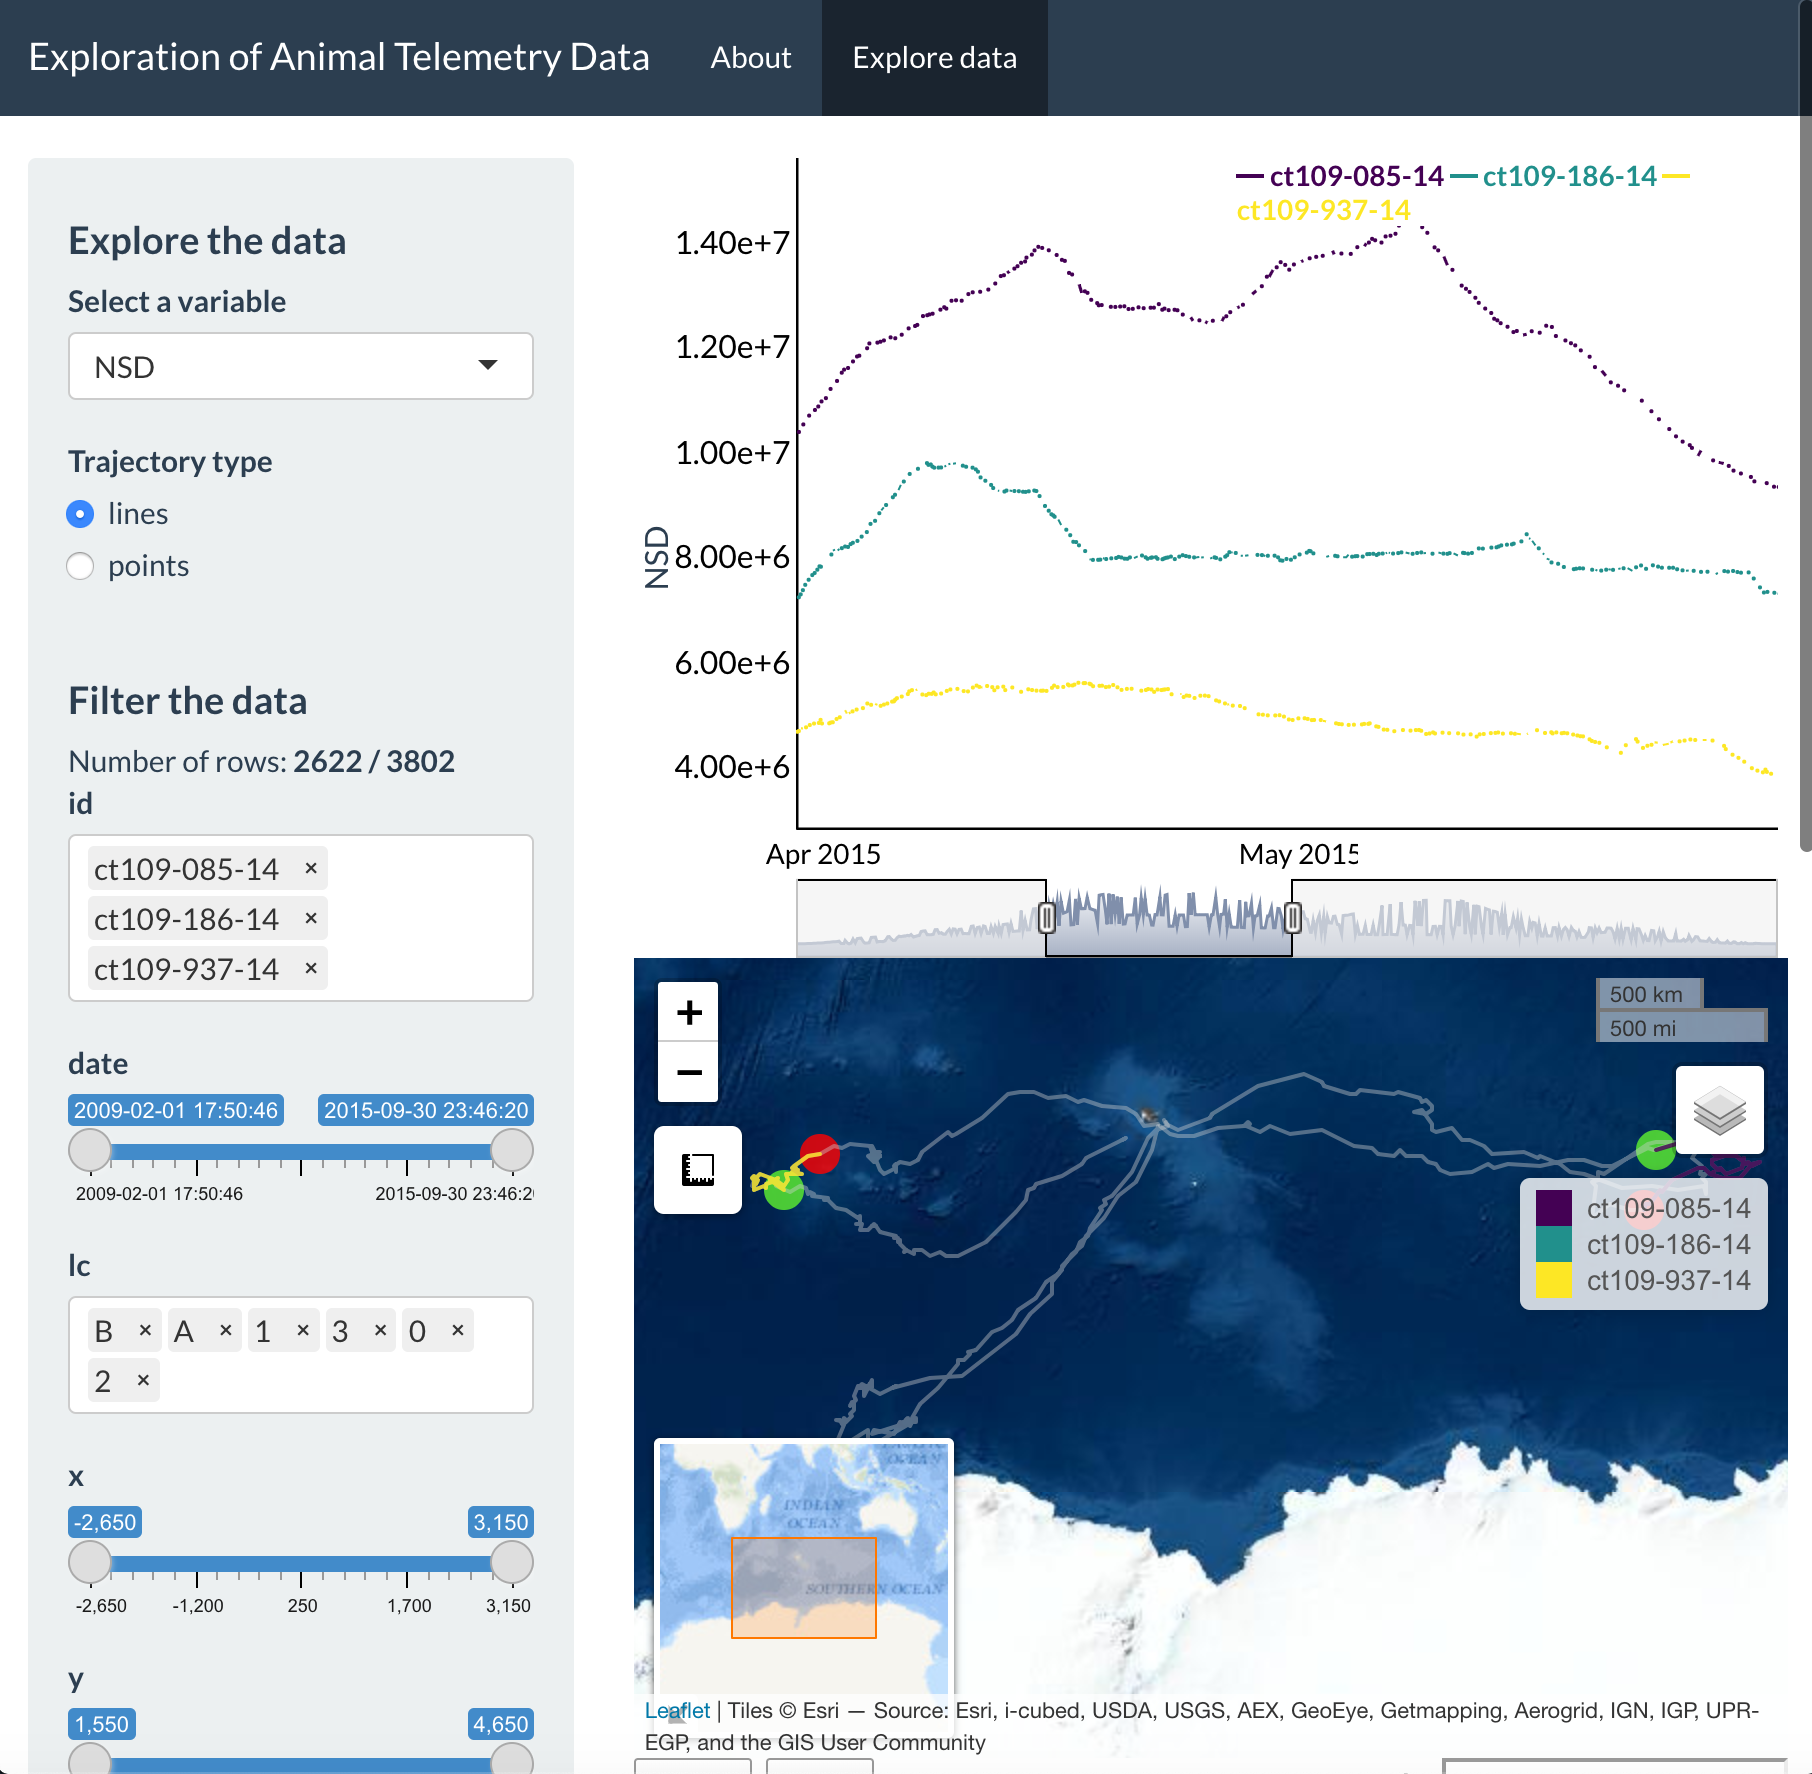 Exploration of Animal Telemetry Data
About
Explore data
Explore the data
Select a variable
NSD
Trajectory type
lines
points
Filter the data
Number of rows: 2622 / 3802
id
ct109-085-14 ×
ct109-186-14 ×
ct109-937-14 ×
date
2009-02-01 17:50:46
2015-09-30 23:46:20
2009-02-01 17:50:46
2015-09-30 23:46:2
lc
B × A × 1 × 3 × 0 ×
2 ×
x
-2,650
3,150
-2,650
-1,200
250
1,700
3,150
y
1,550
4,650
ct109-085-14 ct109-186-14
ct109-937-14
1.40e+7
1.20e+7
1.00e+7
8.00e+6
6.00e+6
4.00e+6
NSD
Apr 2015
May 2015
+
−
500 km
500 mi
ct109-085-14
ct109-186-14
ct109-937-14
OCEAN
INDIAN
OCEAN
SOUTHERN OCEAN
Leaflet | Tiles © Esri — Source: Esri, i-cubed, USDA, USGS, AEX, GeoEye, Getmapping, Aerogrid, IGN, IGP, UPR-
EGP, and the GIS User Community